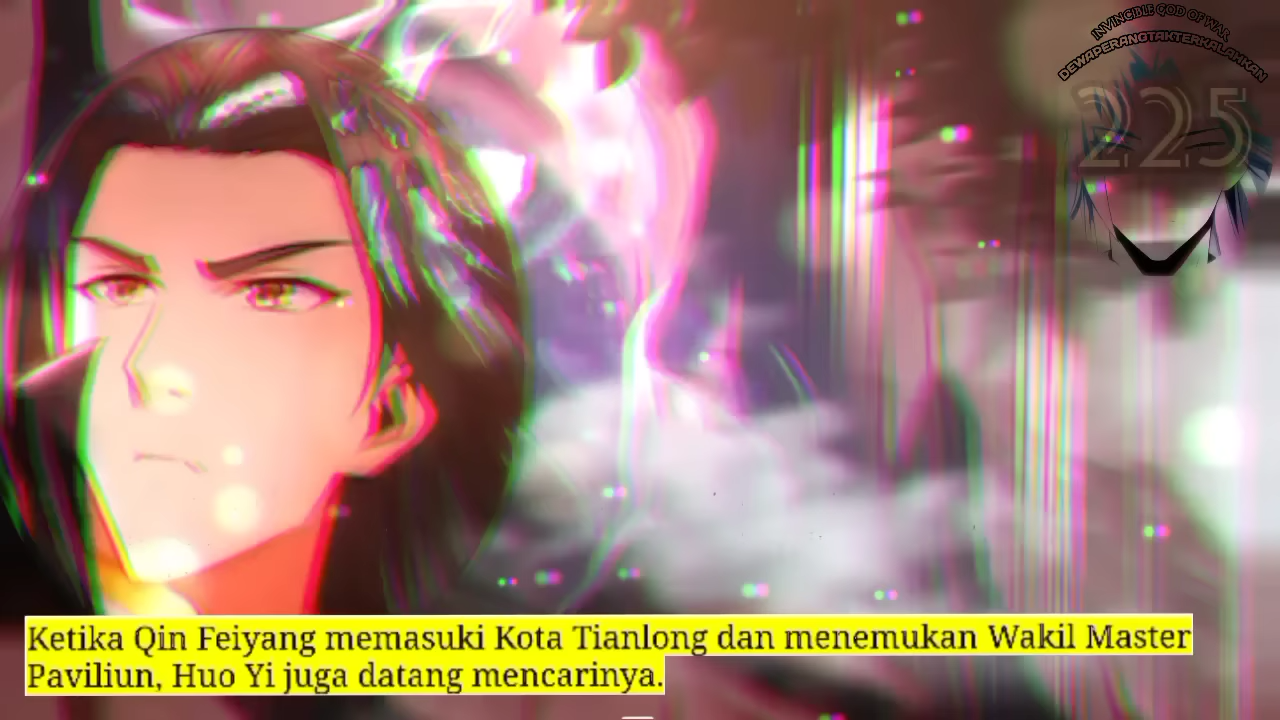 INVINCIBLE GOD OF WAR
DEWAPERANGTAKTERKALAHKAN
225
Ketika Qin Feiyang memasuki Kota Tianlong dan menemukan Wakil Master
Paviliun, Huo Yi juga datang mencarinya.